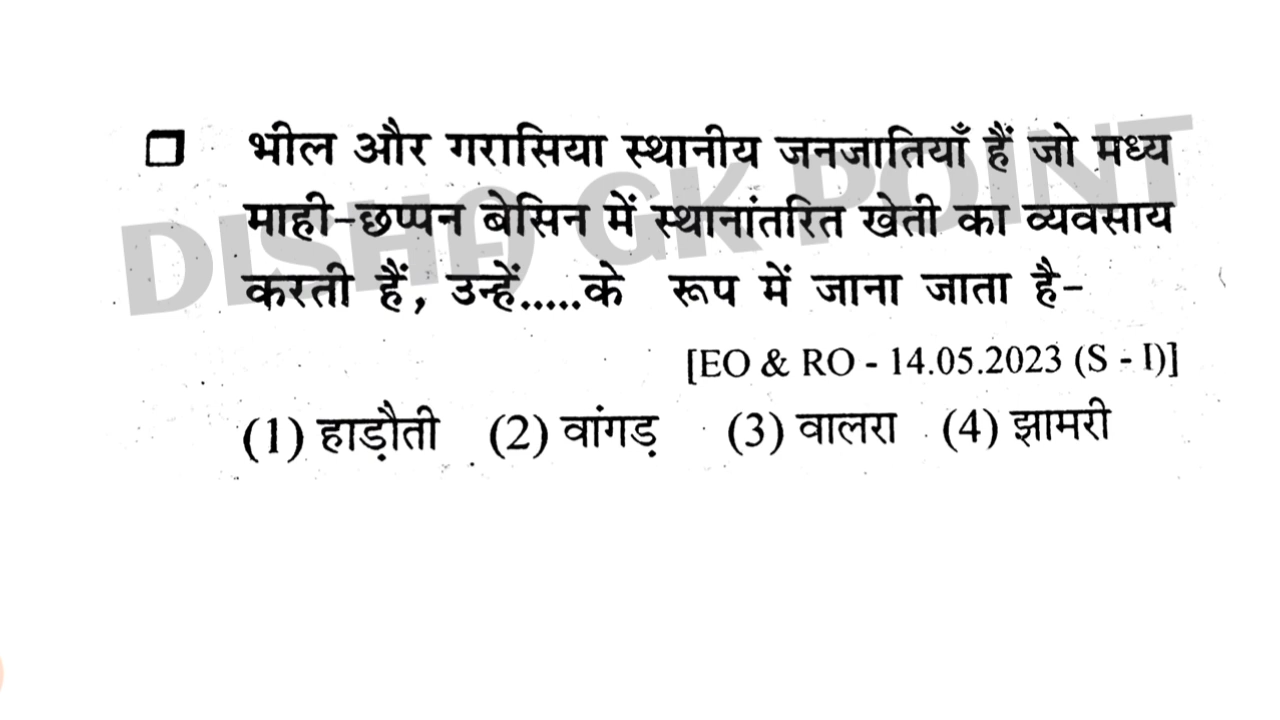 भील और गरासिया स्थानीय जनजातियाँ हैं जो मध्य
माही-छप्पन बेसिन में स्थानांतरित खेती का व्यवसाय
करती हैं, उन्हें.....के रूप में जाना जाता है-
[EO & RO - 14.05.2023 (S - I)]
(1) हाड़ौती (2) वांगड़ (3) वालरा (4) झामरी
DISHA GK POINT